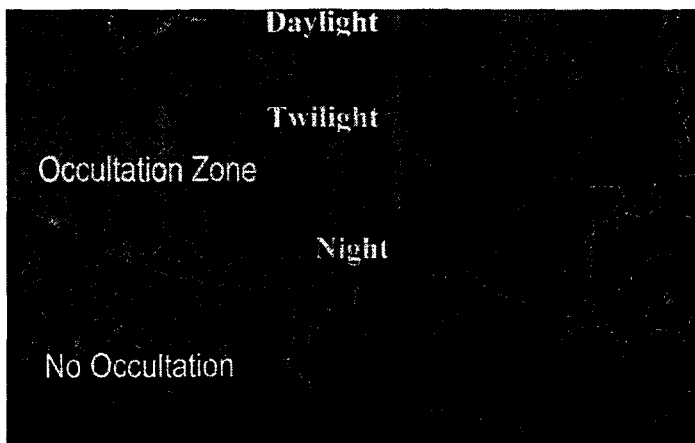 Daylight
Twilight
Occultation Zone
Night
No Occultation